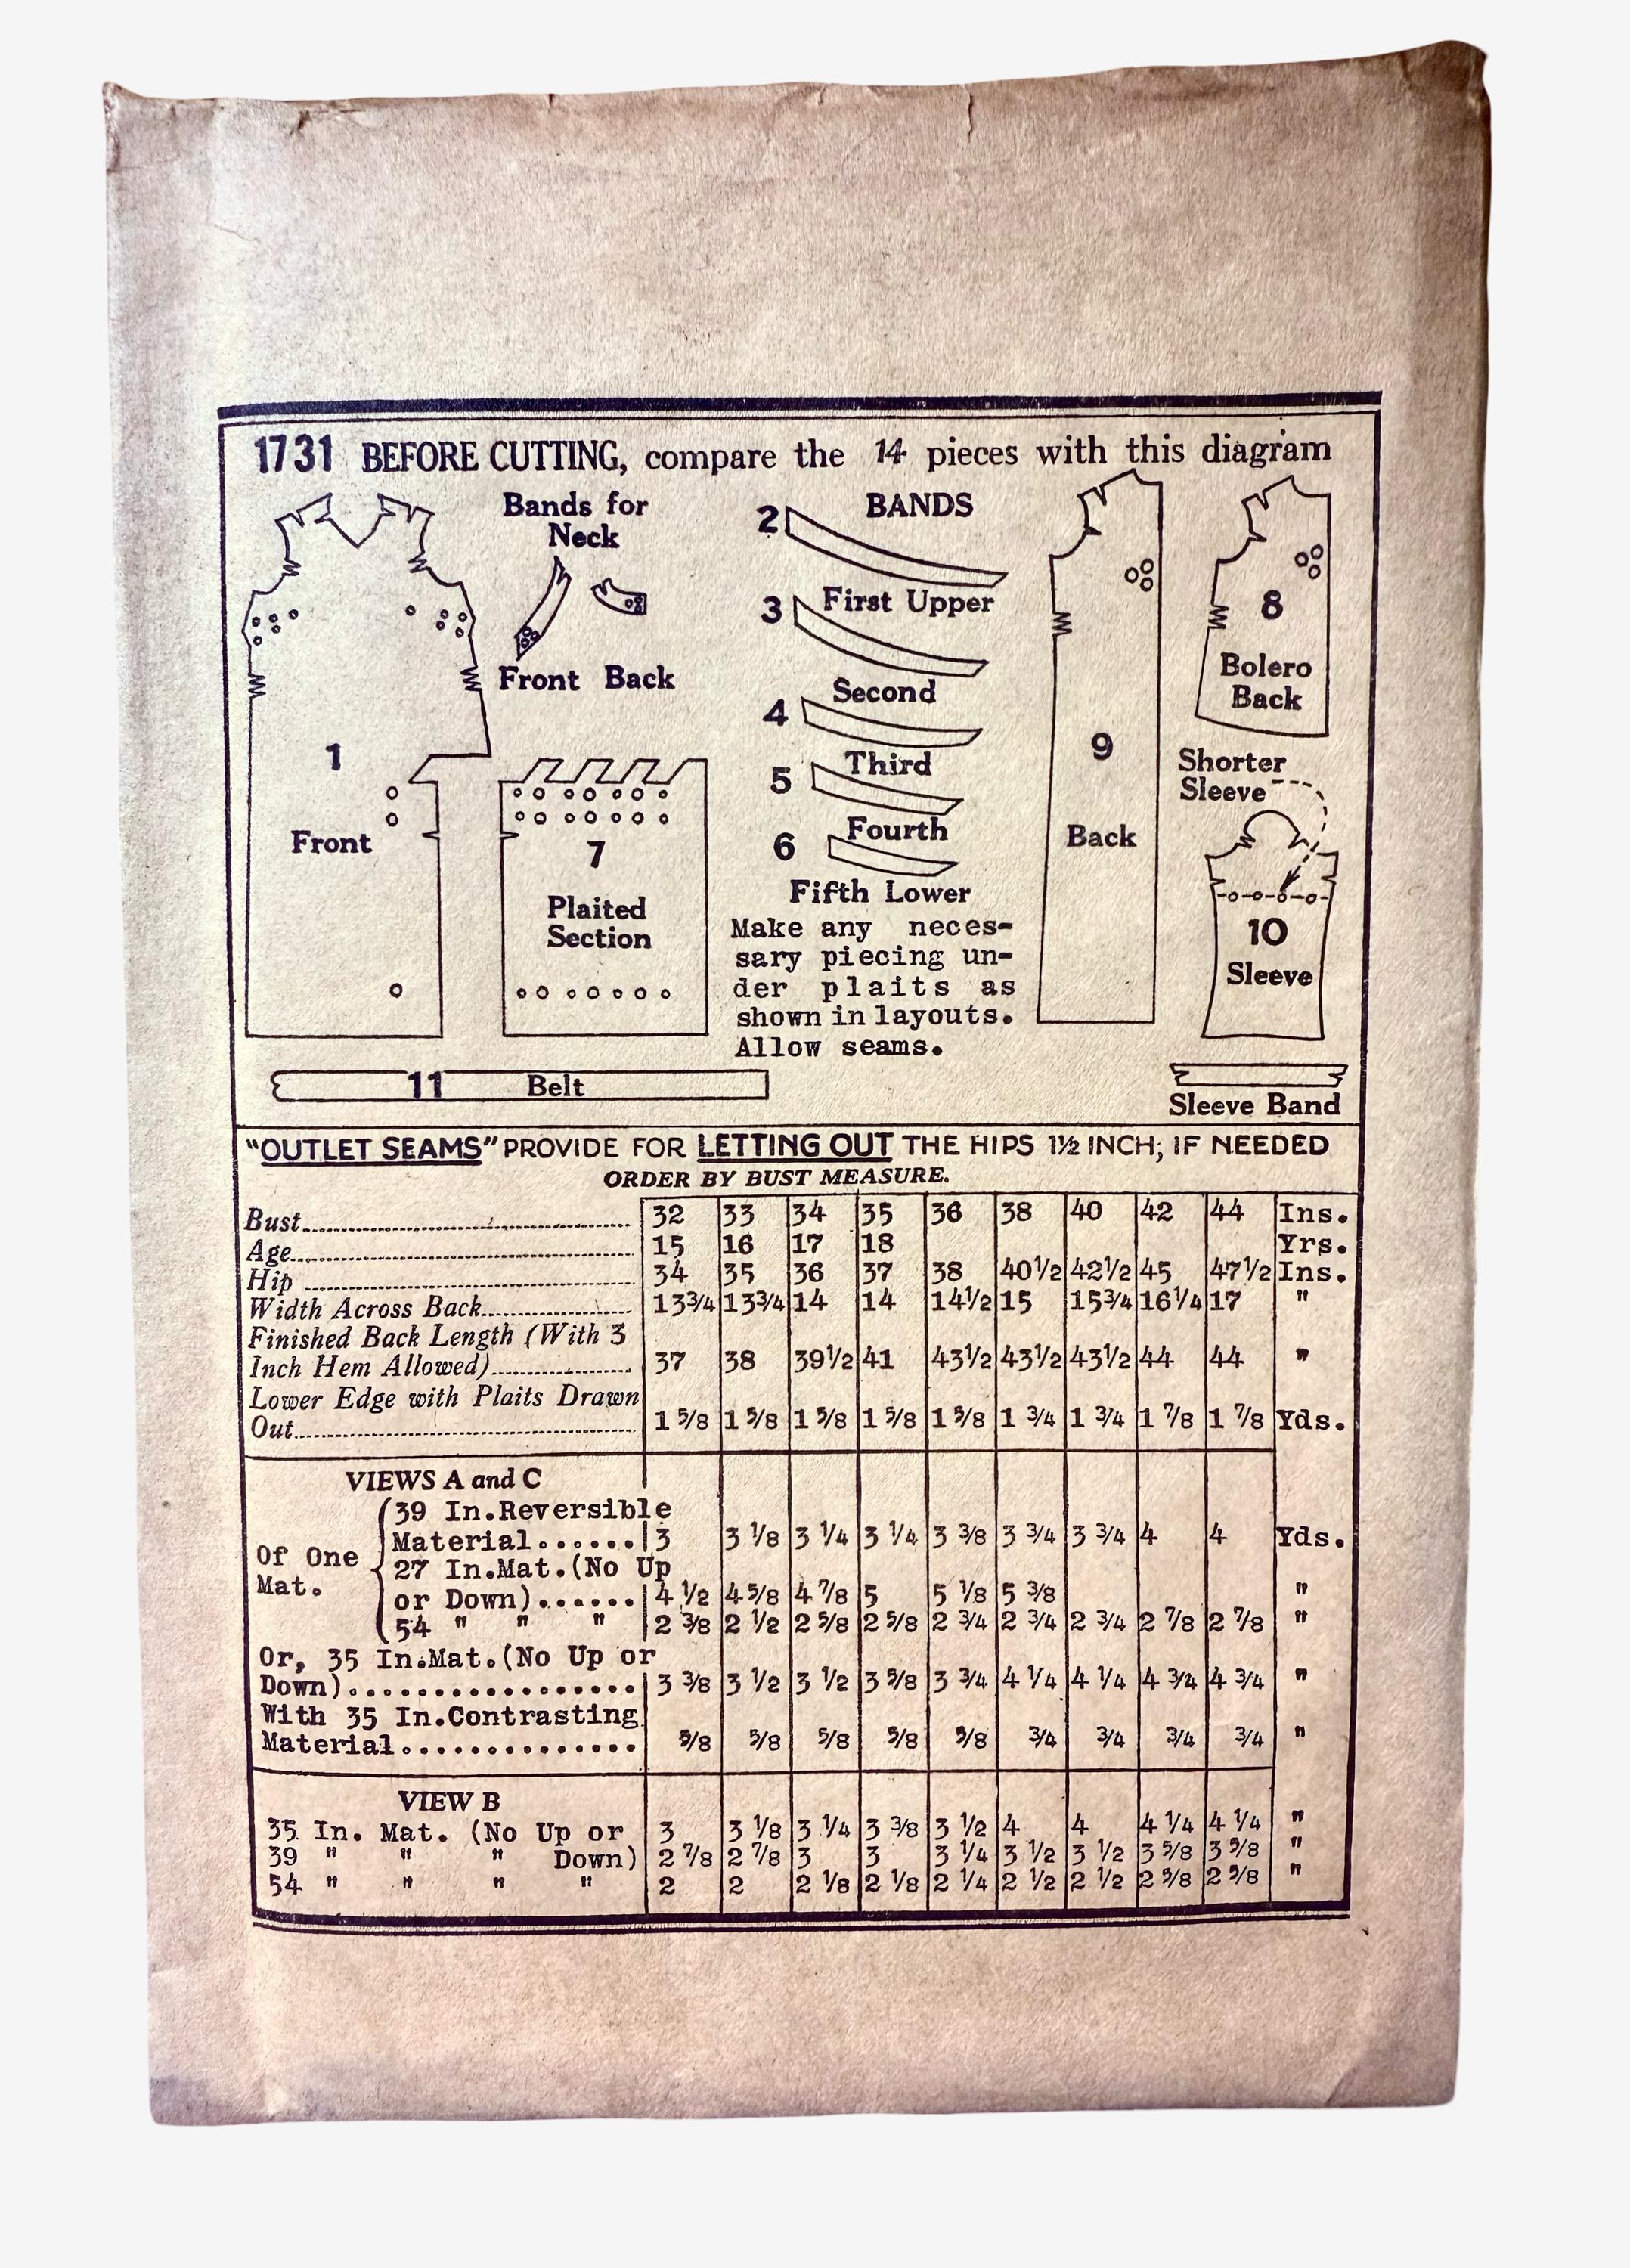 1731 BEFORE CUTTING, compare the 14 pieces with this diagram
Bands for
Neck
Front Back
1
Front
7
Plaited
Section
BANDS
2
First Upper
3
Second
4
Third
5
Fourth
6
Fifth Lower
Make any neces-
sary piecing un-
der plaits as
shown in layouts.
Allow seams.
9
Back
8
Bolero
Back
Shorter
Sleeve
10
Sleeve
11 Belt
Sleeve Band
"OUTLET SEAMS" PROVIDE FOR LETTING OUT THE HIPS 1½ INCH; IF NEEDED
ORDER BY BUST MEASURE.
Bust 32 33 34 35 36 38 40 42 44 Ins.
Age 15 16 17 18 Yrs.
Hip 34 35 36 37 38 40½ 42½ 45 47½ Ins.
Width Across Back 13¾ 13¾ 14 14 14½ 15 15¾ 16¼ 17 "
Finished Back Length (With 3
Inch Hem Allowed) 37 38 39½ 41 43½ 43½ 43½ 44 44 "
Lower Edge with Plaits Drawn
Out 1 5/8 1 5/8 1 5/8 1 5/8 1 5/8 1 3/4 1 3/4 1 7/8 1 7/8 Yds.
VIEWS A and C
Of One
Mat.
39 In.Reversible
Material...... 3 3 1/8 3 1/4 3 1/4 3 3/8 3 3/4 3 3/4 4 4 Yds.
27 In.Mat.(No Up
or Down)...... 4 1/2 4 5/8 4 7/8 5 5 1/8 5 3/8 "
54 " " " 2 3/8 2 1/2 2 5/8 2 5/8 2 3/4 2 3/4 2 3/4 2 7/8 2 7/8 "
Or, 35 In.Mat.(No Up or
Down)................. 3 3/8 3 1/2 3 1/2 3 5/8 3 3/4 4 1/4 4 1/4 4 3/4 4 3/4 "
With 35 In.Contrasting
Material.............. 5/8 5/8 5/8 5/8 5/8 3/4 3/4 3/4 3/4 "
VIEW B
35 In. Mat. (No Up or 3 3 1/8 3 1/4 3 3/8 3 1/2 4 4 4 1/4 4 1/4 "
39 " " " Down) 2 7/8 2 7/8 3 3 3 1/4 3 1/2 3 1/2 3 5/8 3 5/8 "
54 " " " " 2 2 2 1/8 2 1/8 2 1/4 2 1/2 2 1/2 2 5/8 2 5/8 "